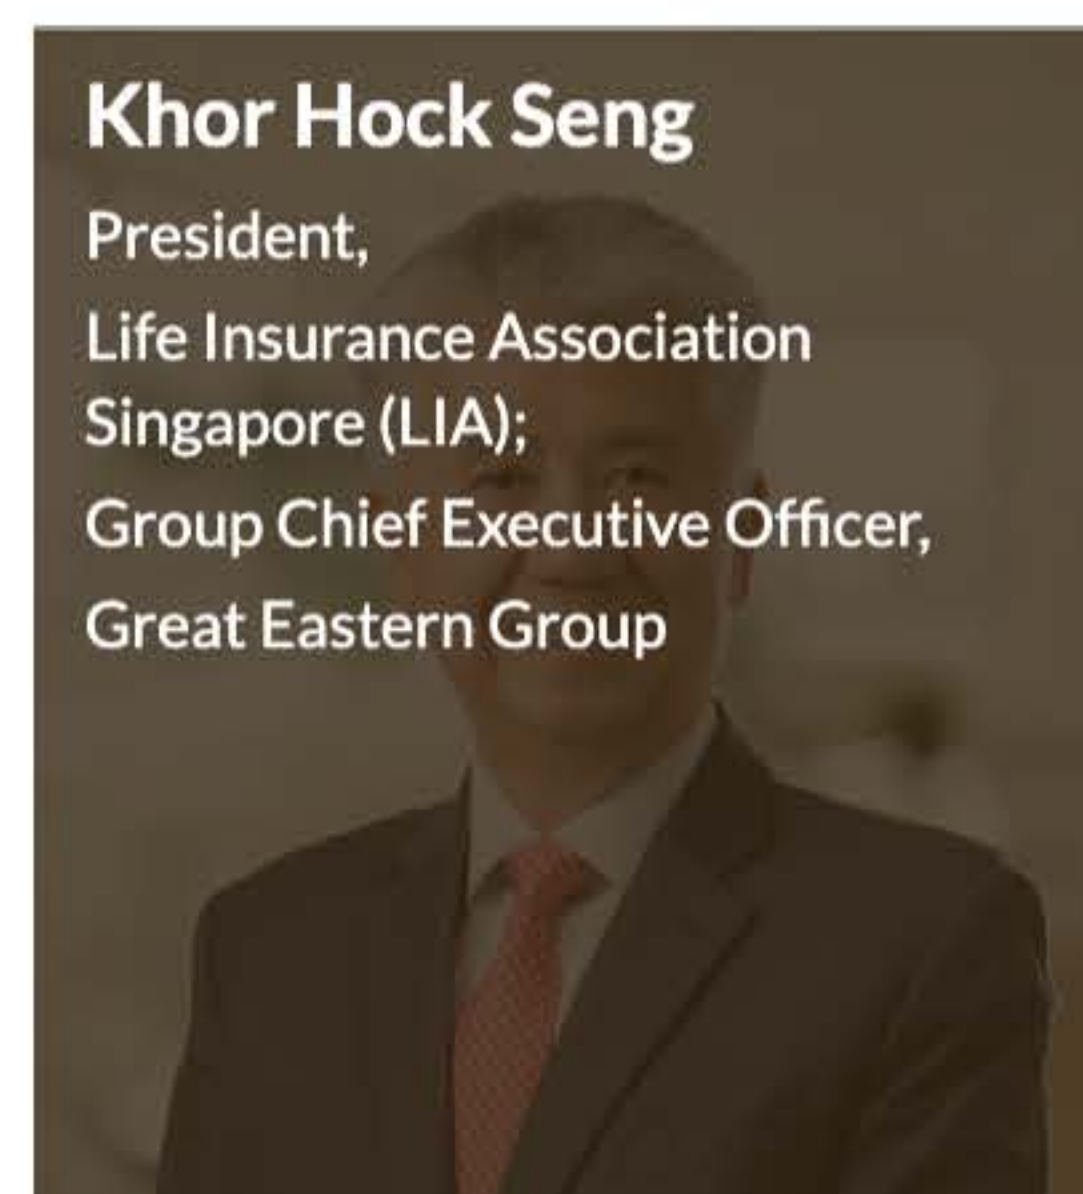 Khor Hock Seng
President,
Life Insurance Association
Singapore (LIA);
Group Chief Executive Officer,
Great Eastern Group